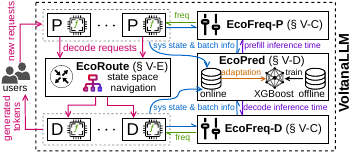 new requests
users
generated
tokens
P
· · ·
P
freq
EcoFreq-P (§ V-C)
decode requests
sys state & batch info
prefill inference time
EcoRoute (§ V-E)
state space
navigation
EcoPred (§ V-D)
adaptation
train
online
XGBoost
offline
sys state & batch info
decode inference time
D
· · ·
D
freq
EcoFreq-D (§ V-C)
VoltanaLLM